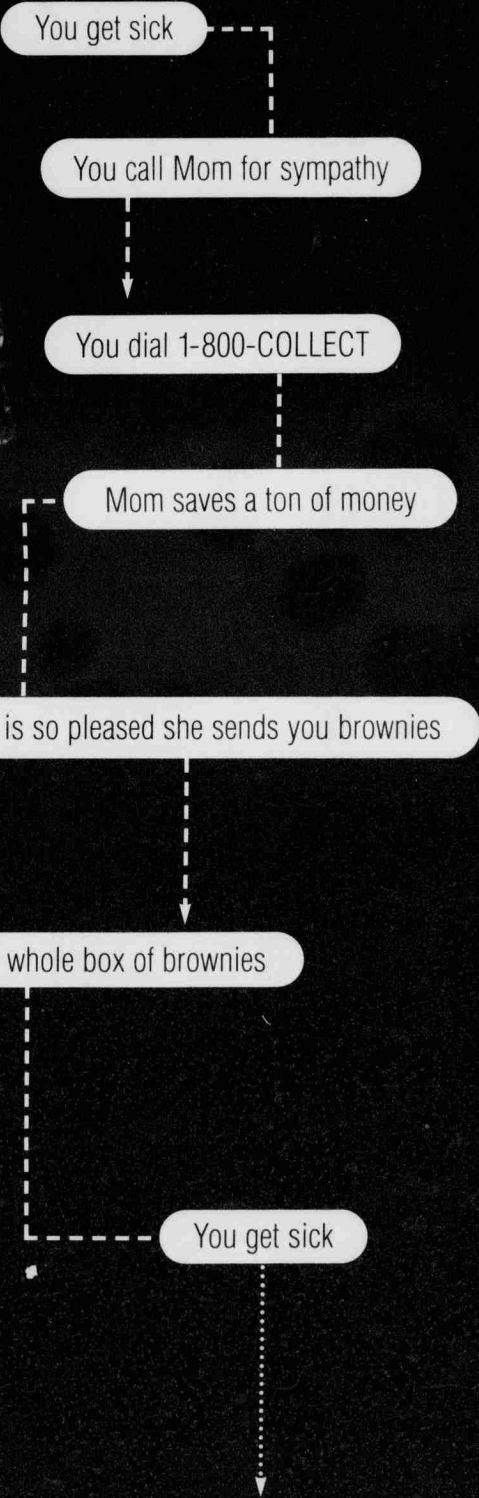 You get sick
You call Mom for sympathy
You dial 1-800-COLLECT
Mom saves a ton of money
is so pleased she sends you brownies
whole box of brownies
You get sick